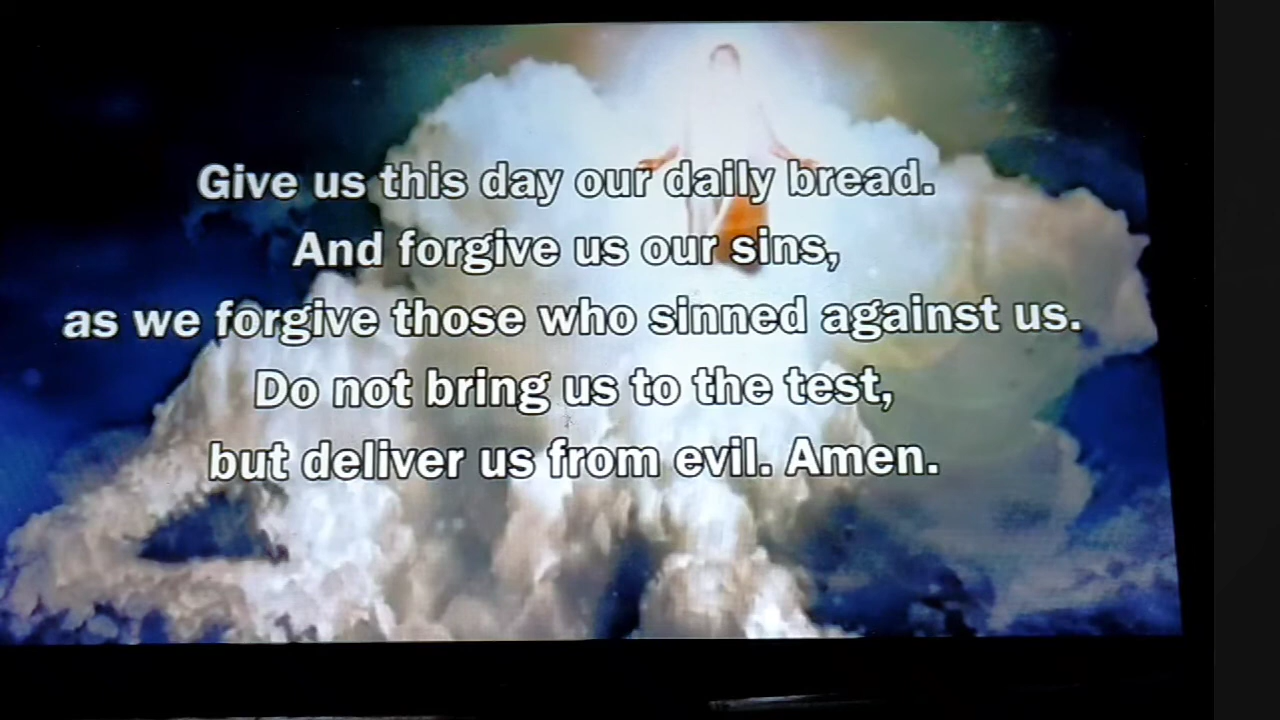 Give us this day our daily bread.
And forgive us our sins,
as we forgive those who sinned against us.
Do not bring us to the test,
but deliver us from evil. Amen.